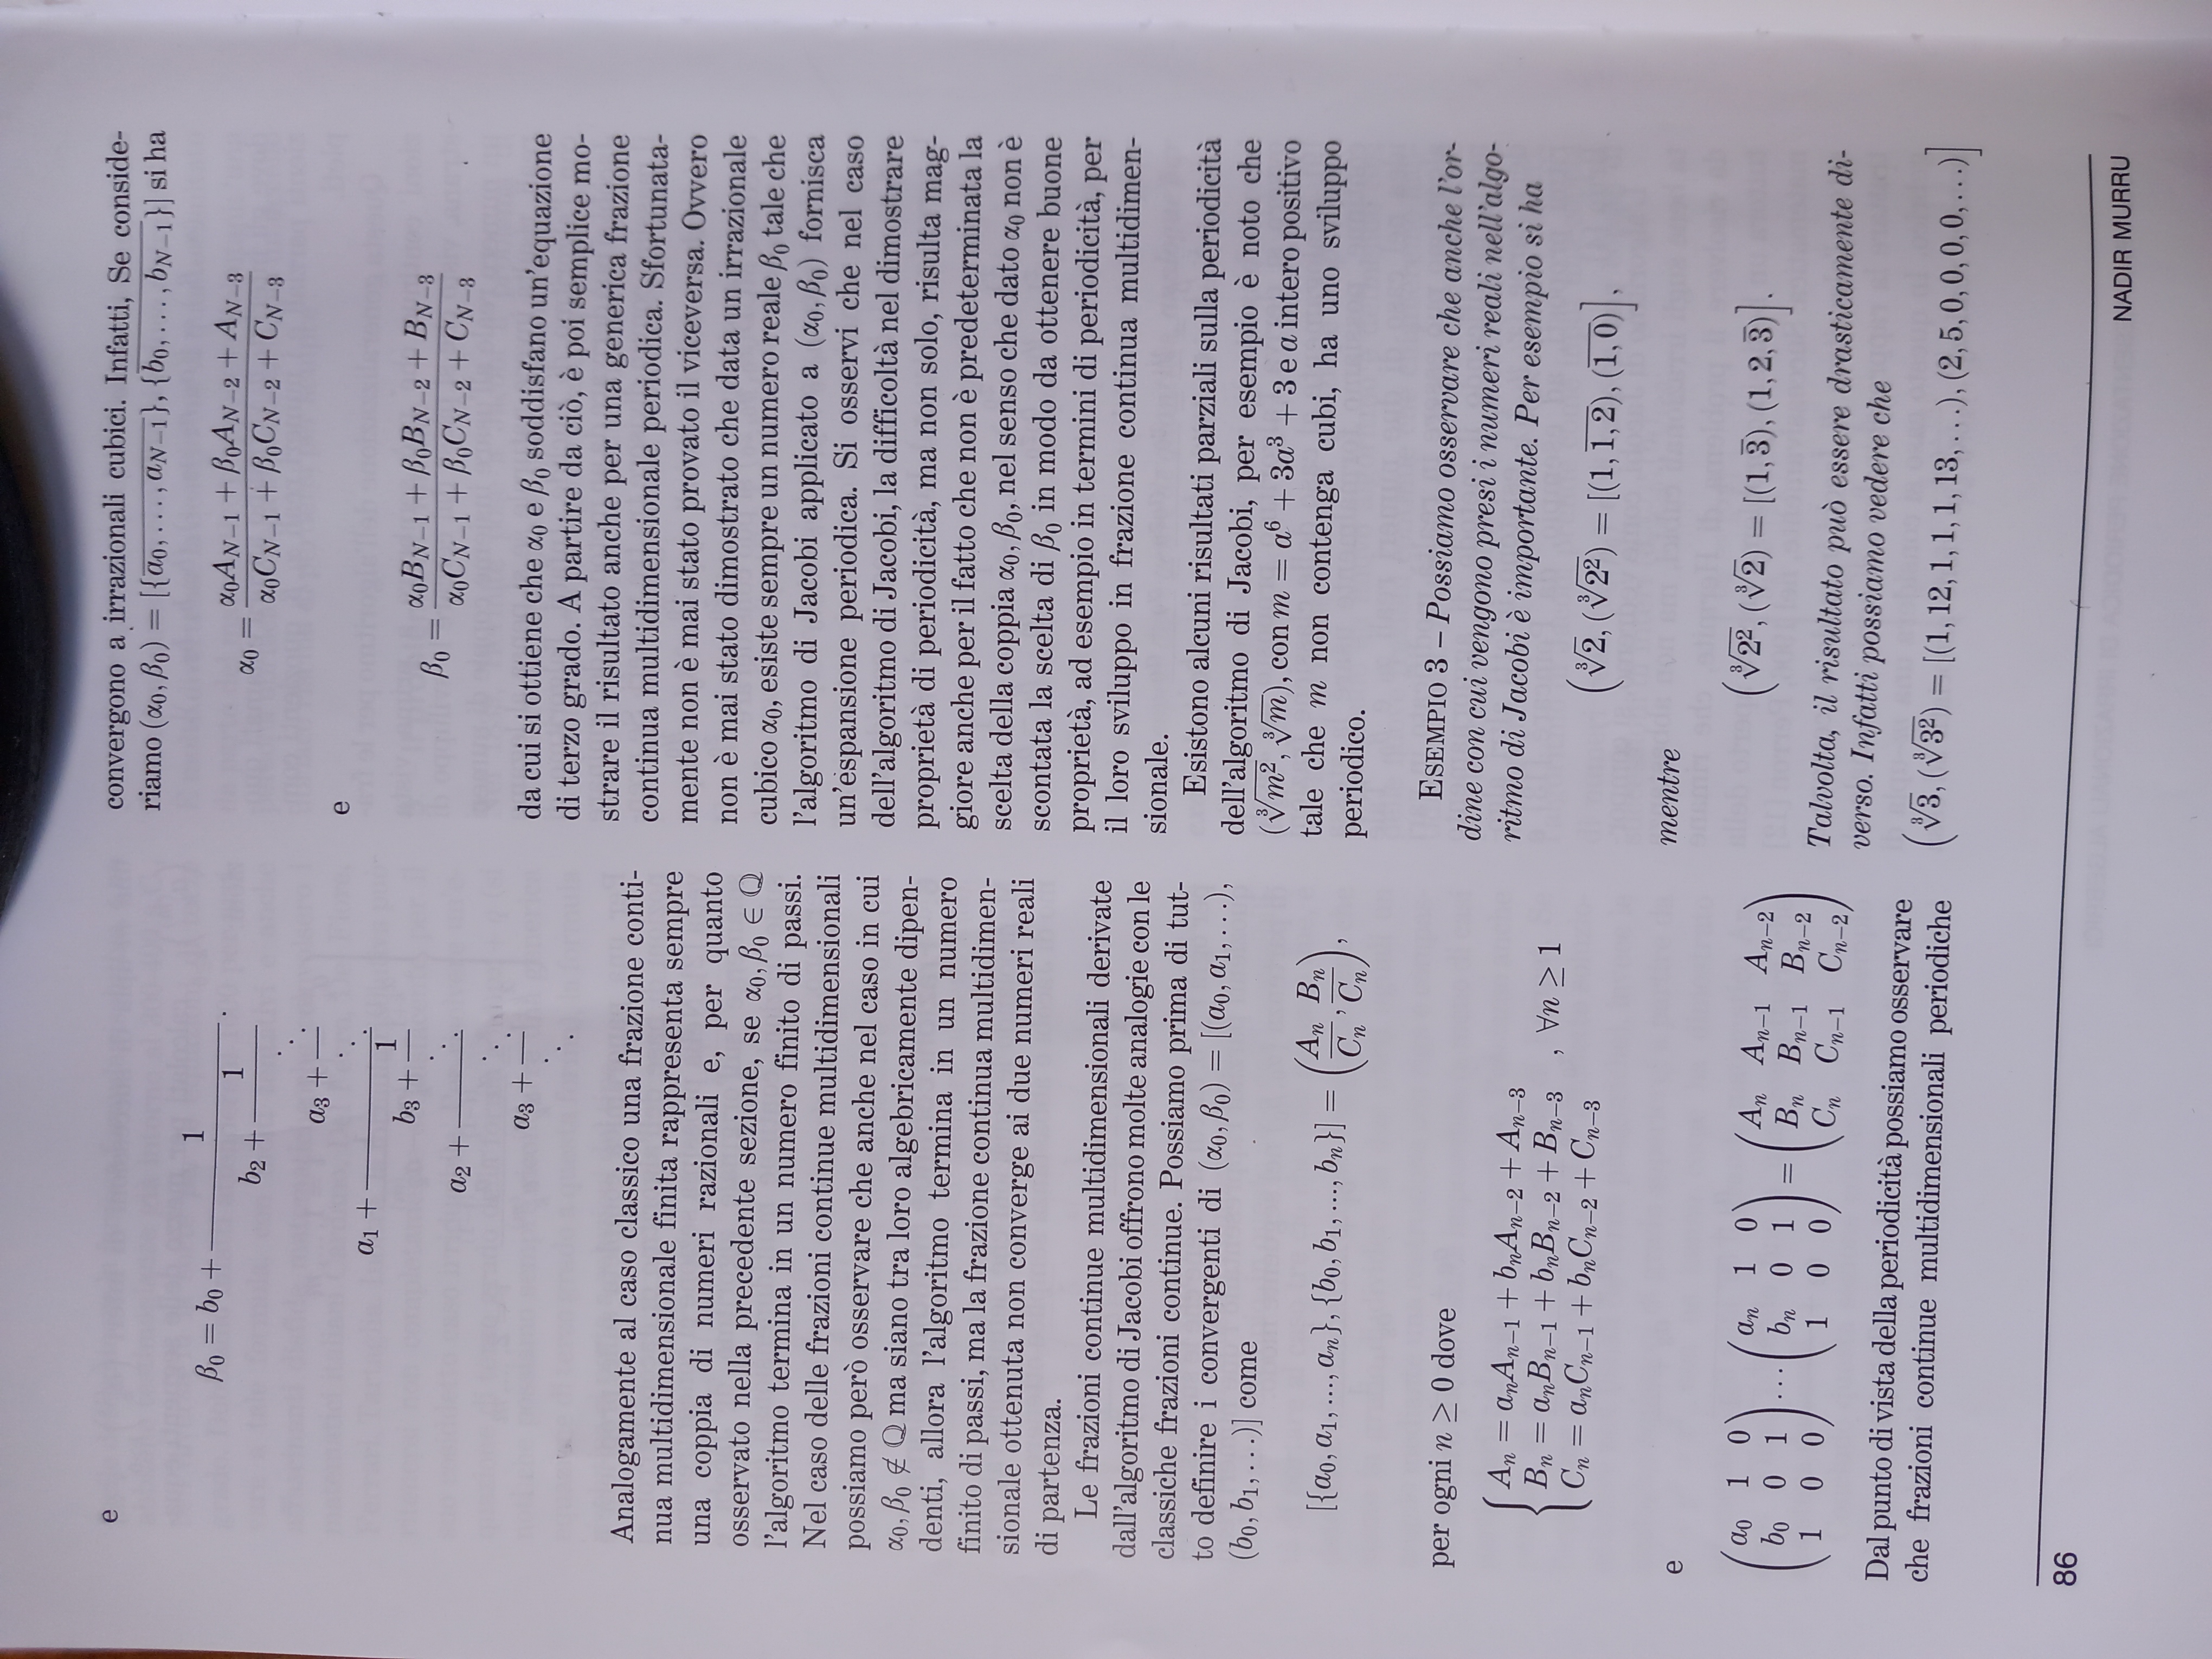 e
β₀ = b₀ + 1
b₂ + 1
⋱
a₃ + ⋱
a₁ + 1
b₃ + ⋱
a₂ + ⋱
a₃ + ⋱
Analogamente al caso classico una frazione conti-
nua multidimensionale finita rappresenta sempre
una coppia di numeri razionali e, per quanto
osservato nella precedente sezione, se α₀, β₀ ∈ ℚ
l'algoritmo termina in un numero finito di passi.
Nel caso delle frazioni continue multidimensionali
possiamo però osservare che anche nel caso in cui
α₀, β₀ ∉ ℚ ma siano tra loro algebricamente dipen-
denti, allora l'algoritmo termina in un numero
finito di passi, ma la frazione continua multidimen-
sionale ottenuta non converge ai due numeri reali
di partenza.
Le frazioni continue multidimensionali derivate
dall'algoritmo di Jacobi offrono molte analogie con le
classiche frazioni continue. Possiamo prima di tut-
to definire i convergenti di (α₀, β₀) = [(a₀, a₁, …),
(b₀, b₁, …)] come
[{a₀, a₁, …, aₙ}, {b₀, b₁, …, bₙ}] = (Aₙ/Cₙ, Bₙ/Cₙ),
per ogni n ≥ 0 dove
{ Aₙ = aₙAₙ₋₁ + bₙAₙ₋₂ + Aₙ₋₃
Bₙ = aₙBₙ₋₁ + bₙBₙ₋₂ + Bₙ₋₃ , ∀n ≥ 1
Cₙ = aₙCₙ₋₁ + bₙCₙ₋₂ + Cₙ₋₃
e
(a₀ 1 0) (aₙ 1 0) (Aₙ Aₙ₋₁ Aₙ₋₂)
(b₀ 0 1) … (bₙ 0 1) = (Bₙ Bₙ₋₁ Bₙ₋₂)
(1 0 0) (1 0 0) (Cₙ Cₙ₋₁ Cₙ₋₂)
Dal punto di vista della periodicità possiamo osservare
che frazioni continue multidimensionali periodiche
convergono a irrazionali cubici. Infatti, Se conside-
riamo (α₀, β₀) = [{a̅₀̅,̅ ̅…̅,̅ ̅a̅N̅₋̅₁̅}, {b̅₀̅,̅ ̅…̅,̅ ̅b̅N̅₋̅₁̅}] si ha
α₀ = (α₀A_{N−1} + β₀A_{N−2} + A_{N−3}) / (α₀C_{N−1} + β₀C_{N−2} + C_{N−3})
e
β₀ = (α₀B_{N−1} + β₀B_{N−2} + B_{N−3}) / (α₀C_{N−1} + β₀C_{N−2} + C_{N−3})
da cui si ottiene che α₀ e β₀ soddisfano un'equazione
di terzo grado. A partire da ciò, è poi semplice mo-
strare il risultato anche per una generica frazione
continua multidimensionale periodica. Sfortunata-
mente non è mai stato provato il viceversa. Ovvero
non è mai stato dimostrato che data un irrazionale
cubico α₀, esiste sempre un numero reale β₀ tale che
l'algoritmo di Jacobi applicato a (α₀, β₀) fornisca
un'espansione periodica. Si osservi che nel caso
dell'algoritmo di Jacobi, la difficoltà nel dimostrare
proprietà di periodicità, ma non solo, risulta mag-
giore anche per il fatto che non è predeterminata la
scelta della coppia α₀, β₀, nel senso che dato α₀ non è
scontata la scelta di β₀ in modo da ottenere buone
proprietà, ad esempio in termini di periodicità, per
il loro sviluppo in frazione continua multidimen-
sionale.
Esistono alcuni risultati parziali sulla periodicità
dell'algoritmo di Jacobi, per esempio è noto che
(∛m², ∛m), con m = a⁶ + 3a³ + 3 e a intero positivo
tale che m non contenga cubi, ha uno sviluppo
periodico.
ESEMPIO 3 – Possiamo osservare che anche l'or-
dine con cui vengono presi i numeri reali nell'algo-
ritmo di Jacobi è importante. Per esempio si ha
(∛2, (∛2²) = [(1, 1̅,̅ ̅2̅), (1̅,̅ ̅0̅)],
mentre
(∛2², (∛2) = [(1, 3̅), (1, 2, 3̅)].
Talvolta, il risultato può essere drasticamente di-
verso. Infatti possiamo vedere che
(∛3, (∛3²) = [(1, 12, 1, 1, 1, 13, …), (2, 5, 0, 0, 0, 0, …)]
86
NADIR MURRU